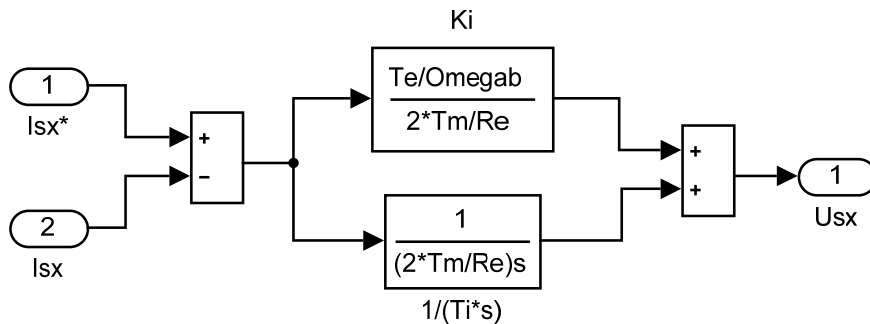 Ki
1
Isx*
2
Isx
+
−
Te/Omegab
2*Tm/Re
1
(2*Tm/Re)s
1/(Ti*s)
+
+
1
Usx